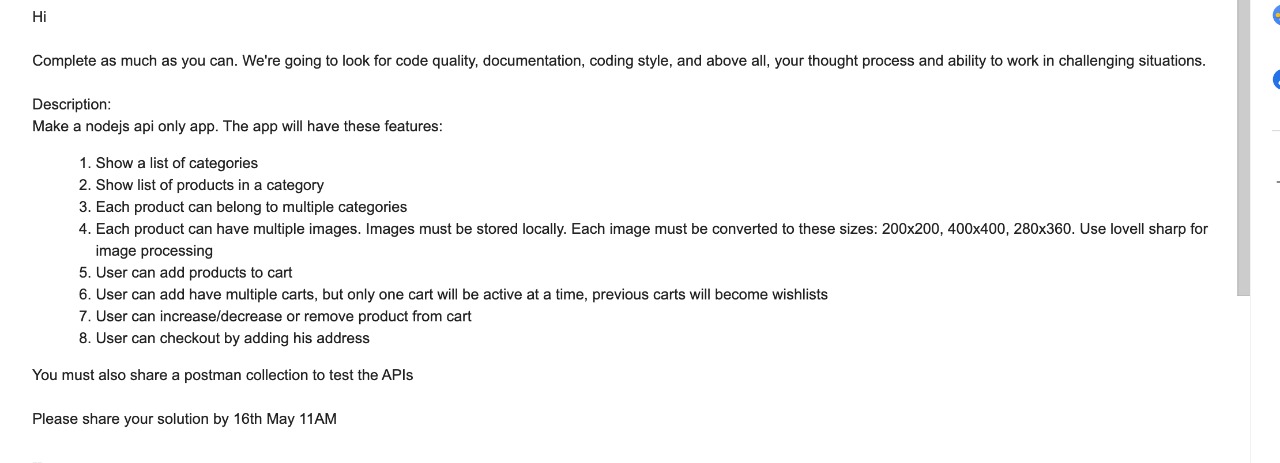 Hi
Complete as much as you can. We're going to look for code quality, documentation, coding style, and above all, your thought process and ability to work in challenging situations.
Description:
Make a nodejs api only app. The app will have these features:
1. Show a list of categories
2. Show list of products in a category
3. Each product can belong to multiple categories
4. Each product can have multiple images. Images must be stored locally. Each image must be converted to these sizes: 200x200, 400x400, 280x360. Use lovell sharp for
image processing
5. User can add products to cart
6. User can add have multiple carts, but only one cart will be active at a time, previous carts will become wishlists
7. User can increase/decrease or remove product from cart
8. User can checkout by adding his address
You must also share a postman collection to test the APIs
Please share your solution by 16th May 11AM